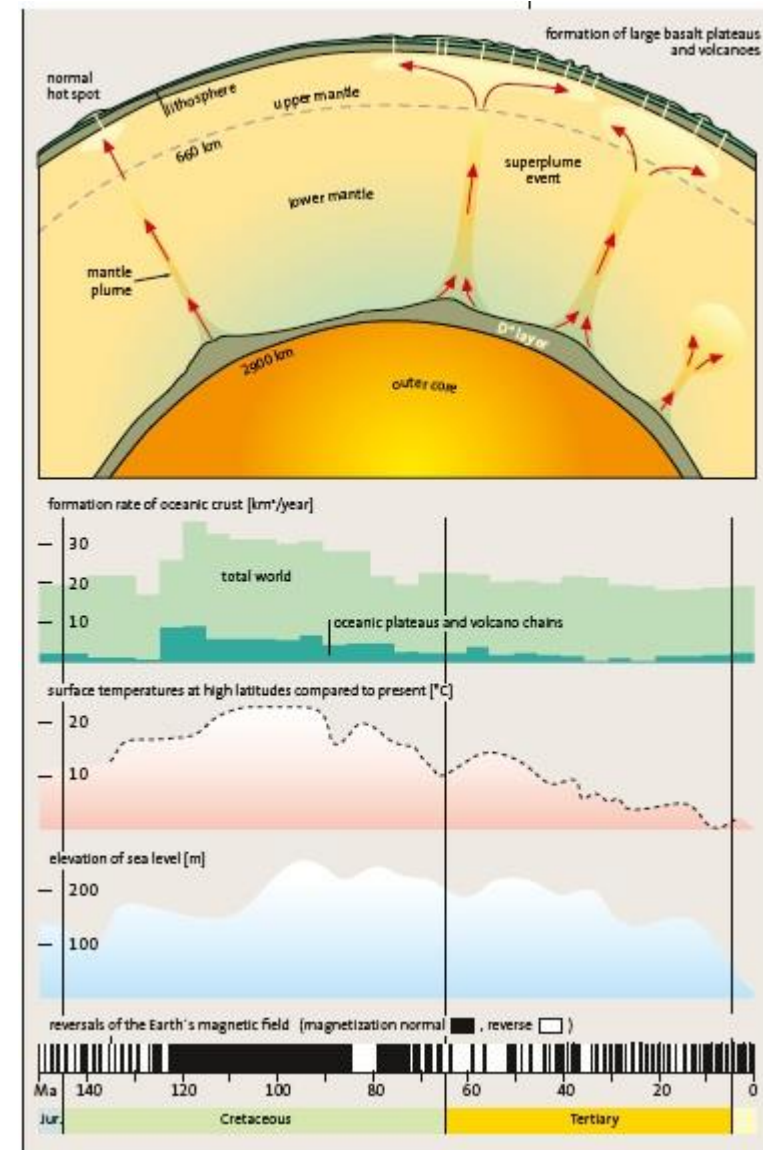 formation of large basalt plateaus
and volcanoes
normal
hot spot
lithosphere
upper mantle
660 km
superplume
event
lower mantle
mantle
plume
D" layer
2900 km
outer core
formation rate of oceanic crust [km³/year]
30
20
10
total world
oceanic plateaus and volcano chains
surface temperatures at high latitudes compared to present [°C]
20
10
elevation of sea level [m]
200
100
reversals of the Earth's magnetic field (magnetization normal , reverse )
Ma 140 120 100 80 60 40 20 0
Jur. Cretaceous Tertiary